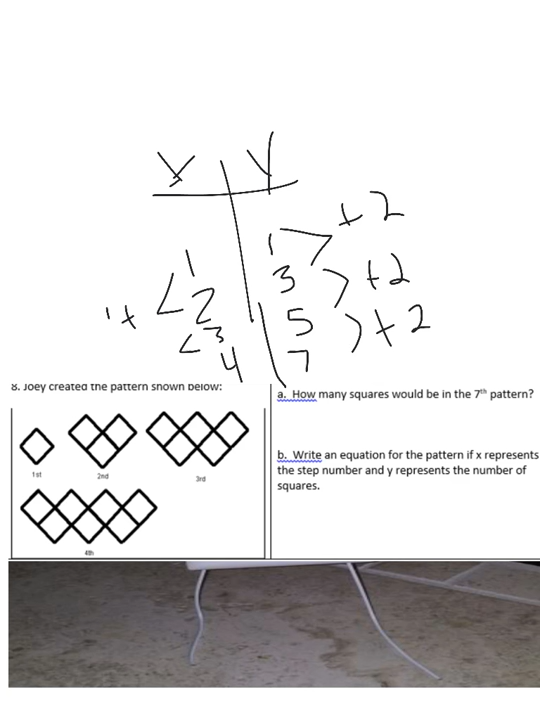 x y
+2
1 1
3 +2
1+ 2
5 +2
3
4 7
8. Joey created the pattern shown below:
a. How many squares would be in the 7th pattern?
1st 2nd 3rd
b. Write an equation for the pattern if x represents
the step number and y represents the number of
squares.
4th